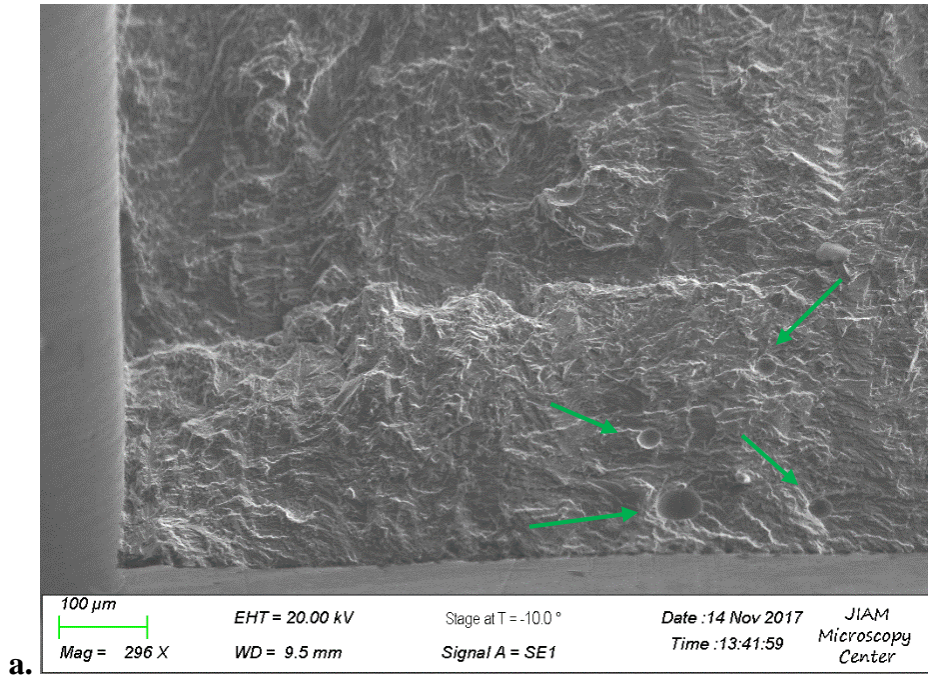 100 µm
Mag = 296 X
EHT = 20.00 kV
WD = 9.5 mm
Stage at T = -10.0 °
Signal A = SE1
Date :14 Nov 2017
Time :13:41:59
JIAM
Microscopy
Center
a.